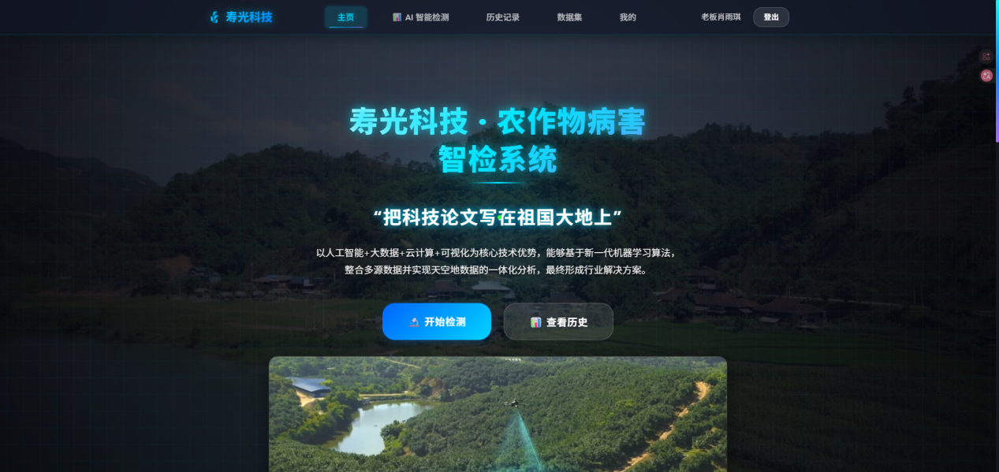 寿光科技
主页
AI 智能检测
历史记录
数据集
我的
老板肖雨琪
登出
寿光科技 · 农作物病害
智检系统
“把科技论文写在祖国大地上”
以人工智能+大数据+云计算+可视化为核心技术优势，能够基于新一代机器学习算法，
整合多源数据并实现天空地数据的一体化分析，最终形成行业解决方案。
开始检测
查看历史